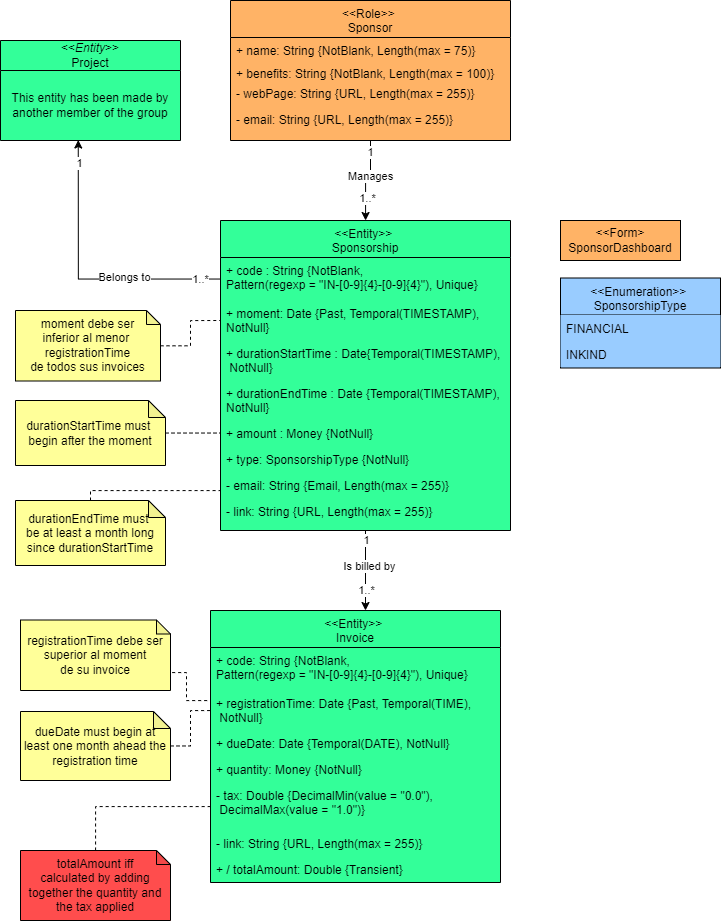 <<Role>>
Sponsor
+ name: String {NotBlank, Length(max = 75)}
+ benefits: String {NotBlank, Length(max = 100)}
- webPage: String {URL, Length(max = 255)}
- email: String {URL, Length(max = 255)}
<<Entity>>
Project
This entity has been made by
another member of the group
1
1
Manages
1..*
Belongs to
1..*
<<Entity>>
Sponsorship
+ code : String {NotBlank,
Pattern(regexp = "IN-[0-9]{4}-[0-9]{4}"), Unique}
+ moment: Date {Past, Temporal(TIMESTAMP),
NotNull}
+ durationStartTime : Date{Temporal(TIMESTAMP),
NotNull}
+ durationEndTime : Date {Temporal(TIMESTAMP),
NotNull}
+ amount : Money {NotNull}
+ type: SponsorshipType {NotNull}
- email: String {Email, Length(max = 255)}
- link: String {URL, Length(max = 255)}
<<Form>
SponsorDashboard
<<Enumeration>>
SponsorshipType
FINANCIAL
INKIND
moment debe ser
inferior al menor
registrationTime
de todos sus invoices
durationStartTime must
begin after the moment
durationEndTime must
be at least a month long
since durationStartTime
1
Is billed by
1..*
<<Entity>>
Invoice
+ code: String {NotBlank,
Pattern(regexp = "IN-[0-9]{4}-[0-9]{4}"), Unique}
+ registrationTime: Date {Past, Temporal(TIME),
NotNull}
+ dueDate: Date {Temporal(DATE), NotNull}
+ quantity: Money {NotNull}
- tax: Double {DecimalMin(value = "0.0"),
DecimalMax(value = "1.0")}
- link: String {URL, Length(max = 255)}
+ / totalAmount: Double {Transient}
registrationTime debe ser
superior al moment
de su invoice
dueDate must begin at
least one month ahead the
registration time
totalAmount iff
calculated by adding
together the quantity and
the tax applied